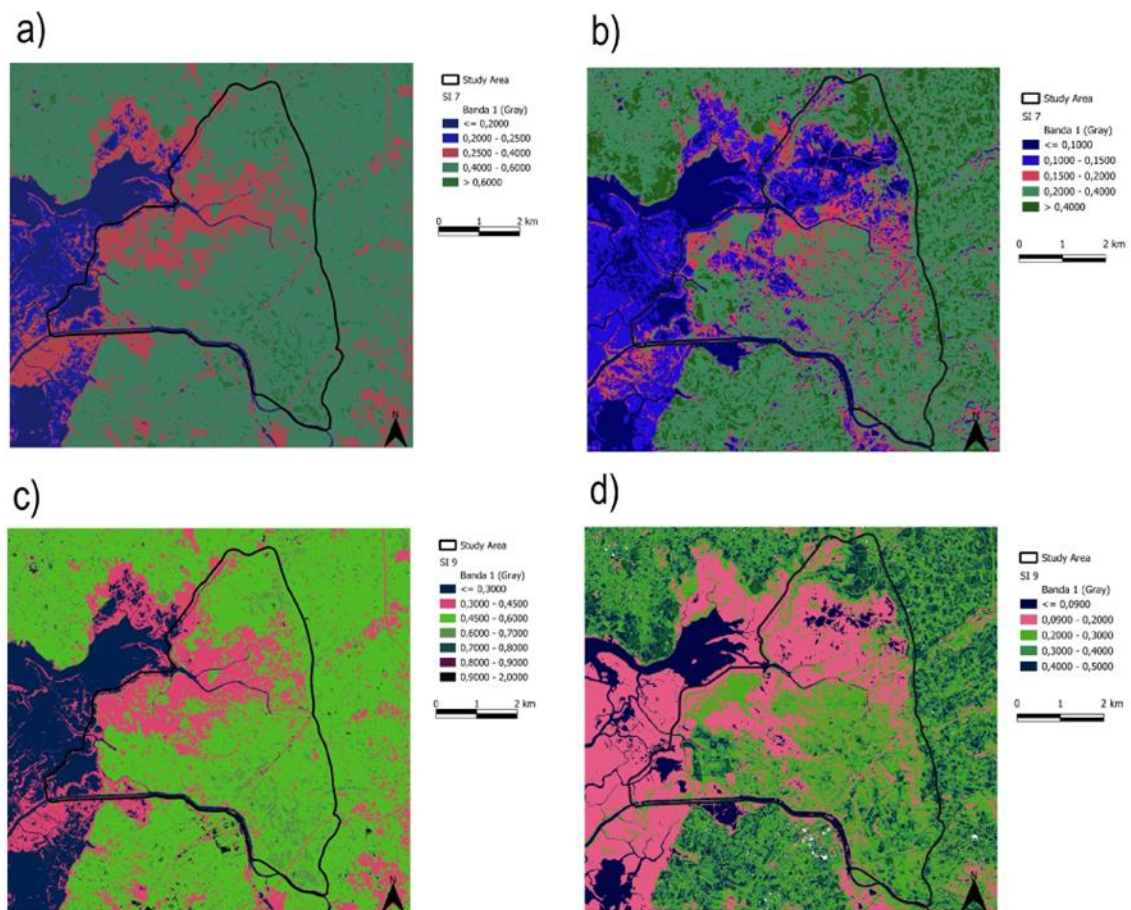 a)
Study Area
SI 7
Banda 1 (Gray)
<= 0,2000
0,2000 - 0,2500
0,2500 - 0,4000
0,4000 - 0,6000
> 0,6000
0 1 2 km
N
b)
Study Area
SI 7
Banda 1 (Gray)
<= 0,1000
0,1000 - 0,1500
0,1500 - 0,2000
0,2000 - 0,4000
> 0,4000
0 1 2 km
N
c)
Study Area
SI 9
Banda 1 (Gray)
<= 0,3000
0,3000 - 0,4500
0,4500 - 0,6000
0,6000 - 0,7000
0,7000 - 0,8000
0,8000 - 0,9000
0,9000 - 2,0000
0 1 2 km
N
d)
Study Area
SI 9
Banda 1 (Gray)
<= 0,0900
0,0900 - 0,2000
0,2000 - 0,3000
0,3000 - 0,4000
0,4000 - 0,5000
0 1 2 km
N